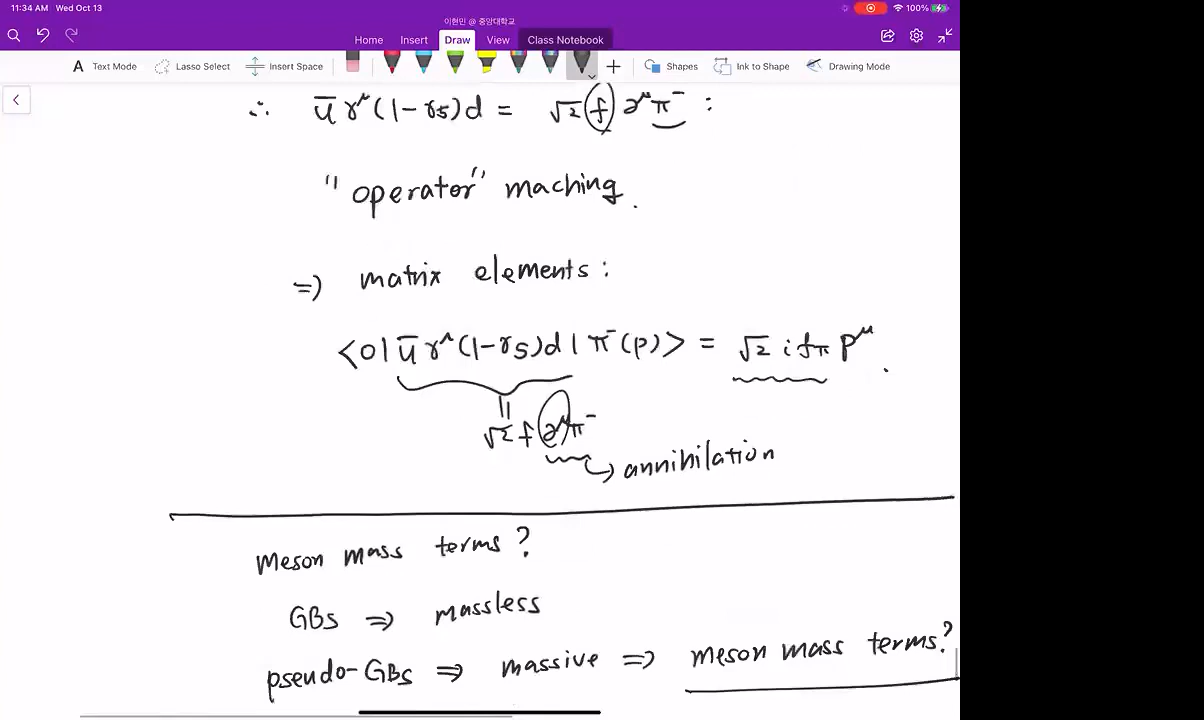 11:34 AM Wed Oct 13
100%
이현민 @ 중앙대학교
Home Insert Draw View Class Notebook
Text Mode Lasso Select Insert Space Shapes Ink to Shape Drawing Mode
∴ ū γ^μ (1-γ5) d = √2 f ∂^μ π⁻ :
"operator" maching.
⇒ matrix elements:
<0| ū γ^μ (1-γ5) d | π⁻(p)> = √2 i fπ p^μ .
||
√2 f ∂^μ π⁻
↪ annihilation
Meson mass terms?
GBs ⇒ massless
pseudo-GBs ⇒ massive ⇒ meson mass terms?